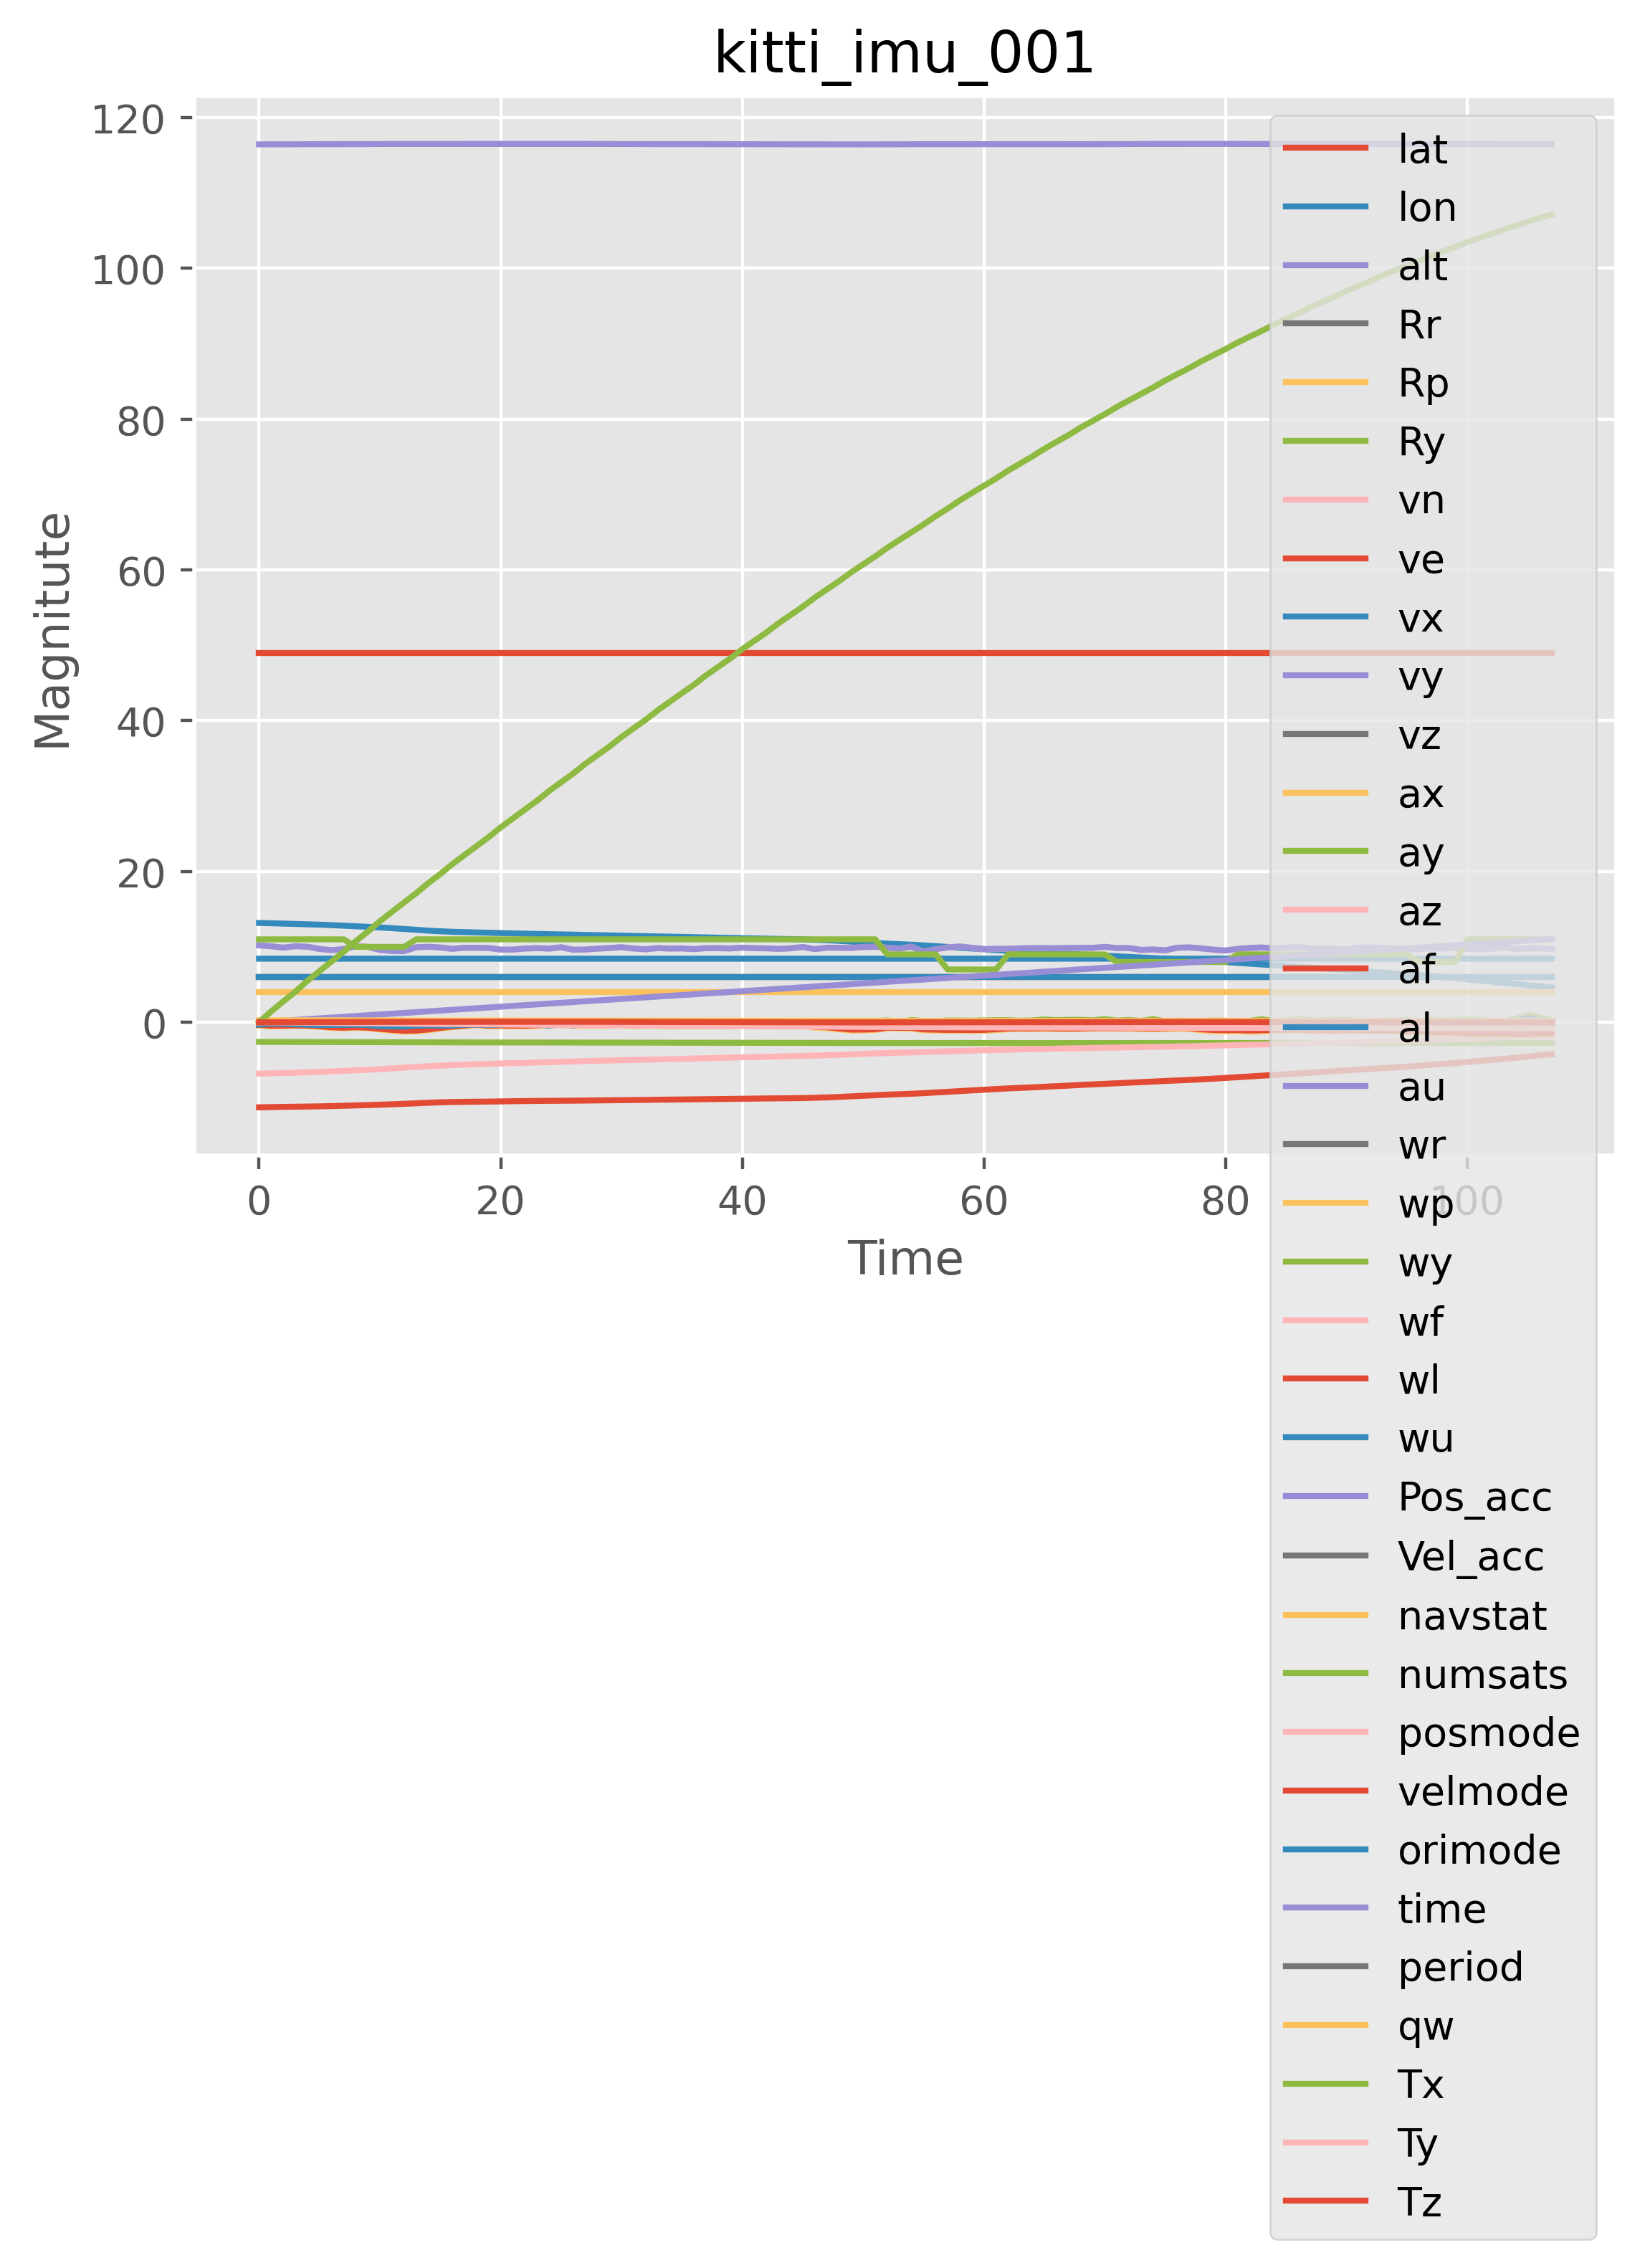 kitti_imu_001
120
100
80
60
40
20
0
Magnitute
0 20 40 60 80 100
Time
lat
lon
alt
Rr
Rp
Ry
vn
ve
vx
vy
vz
ax
ay
az
af
al
au
wr
wp
wy
wf
wl
wu
Pos_acc
Vel_acc
navstat
numsats
posmode
velmode
orimode
time
period
qw
Tx
Ty
Tz